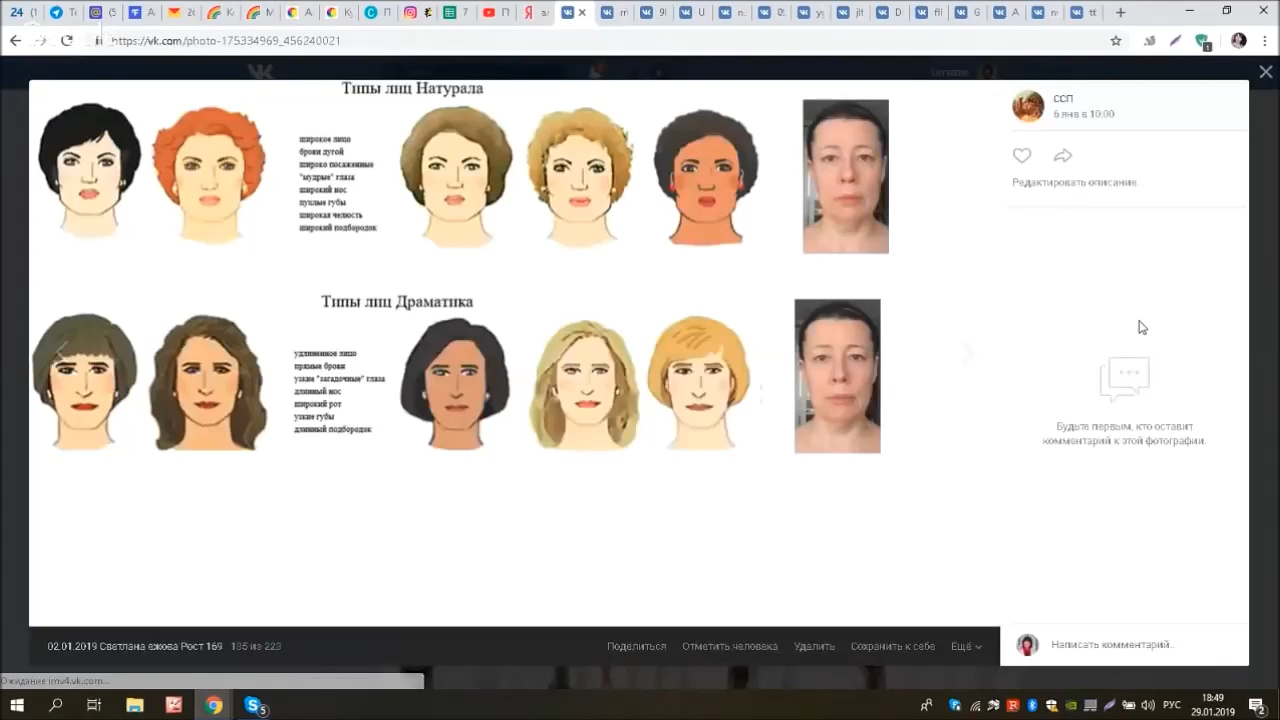 https://vk.com/photo-175334969_456240021
Типы лиц Натурала
широкое лицо
брови дугой
широко посаженные
"мудрые" глаза
широкий нос
пухлые губы
широкая челюсть
широкий подбородок
Типы лиц Драматика
удлиненное лицо
прямые брови
узкие "загадочные" глаза
длинный нос
широкий рот
узкие губы
длинный подбородок
ССП
6 янв в 10:00
Редактировать описание
Будьте первым, кто оставит
комментарий к этой фотографии.
Написать комментарий..
02.01.2019 Светлана ежова Рост 169 185 из 223
Поделиться Отметить человека Удалить Сохранить к себе Ещё
РУС
18:49
29.01.2019